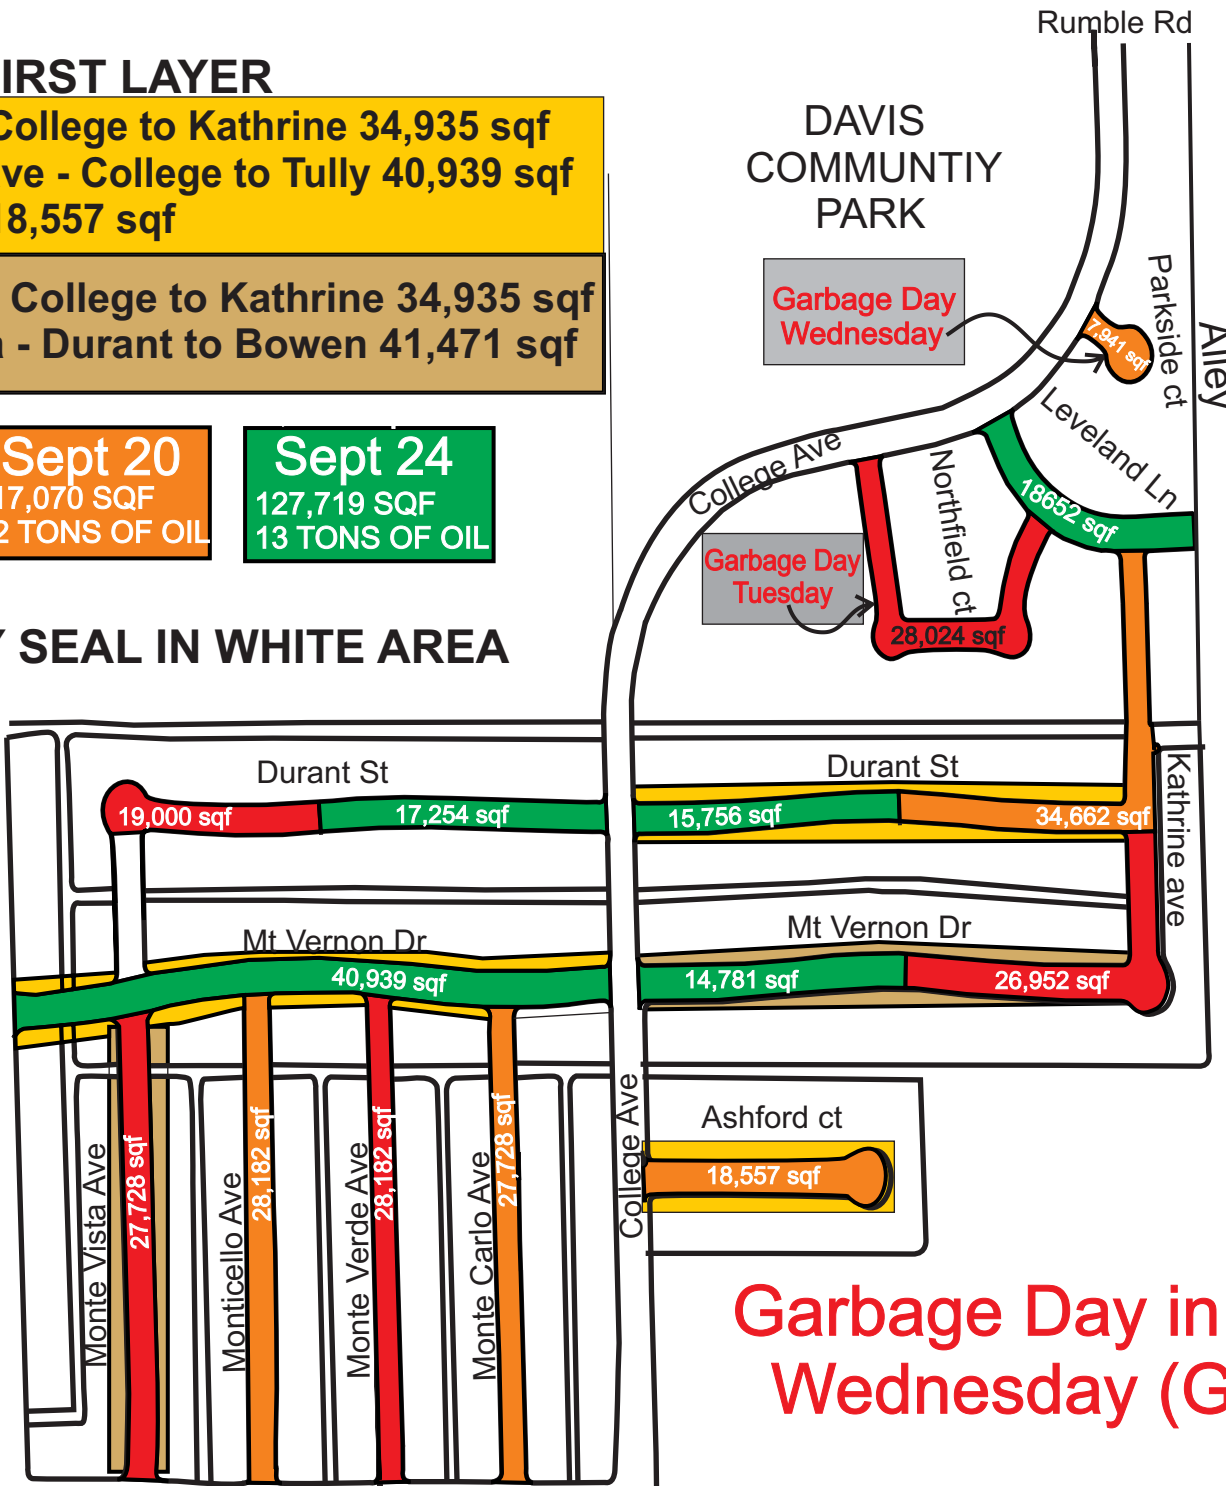 Rumble Rd
IRST LAYER
College to Kathrine 34,935 sqf
ve - College to Tully 40,939 sqf
18,557 sqf
College to Kathrine 34,935 sqf
a - Durant to Bowen 41,471 sqf
DAVIS
COMMUNTIY
PARK
Garbage Day
Wednesday
7,941 sqf
Parkside ct
Alley
Leveland Ln
Sept 20
17,070 SQF
2 TONS OF OIL
Sept 24
127,719 SQF
13 TONS OF OIL
College Ave
Northfield ct
18652 sqf
Garbage Day
Tuesday
28,024 sqf
Y SEAL IN WHITE AREA
Durant St
Durant St
19,000 sqf
17,254 sqf
15,756 sqf
34,662 sqf
Kathrine ave
Mt Vernon Dr
Mt Vernon Dr
40,939 sqf
14,781 sqf
26,952 sqf
Monte Vista Ave
27,728 sqf
Monticello Ave
28,182 sqf
Monte Verde Ave
28,182 sqf
Monte Carlo Ave
27,728 sqf
College Ave
Ashford ct
18,557 sqf
Garbage Day in
Wednesday (G